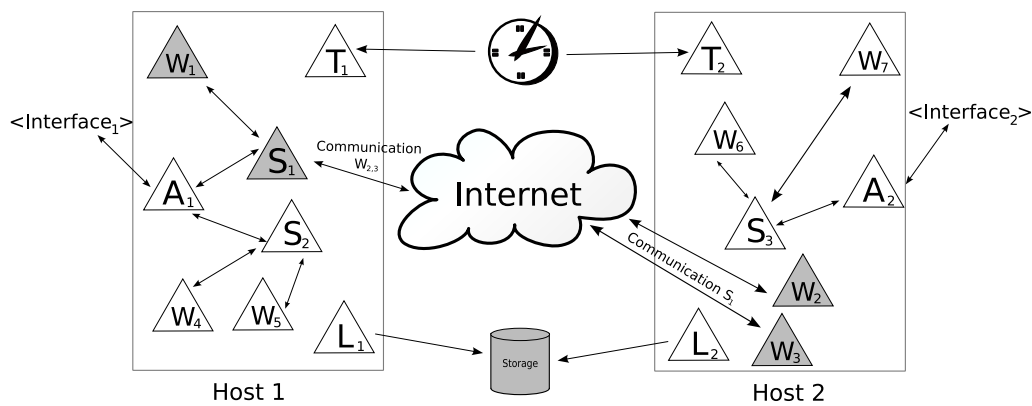 W₁
T₁
T₂
W₇
<Interface₁>
<Interface₂>
W₆
Communication
W₂,₃
S₁
Internet
A₁
A₂
S₂
S₃
Communication S₁
W₂
W₄
W₅
L₁
L₂
W₃
Storage
Host 1
Host 2